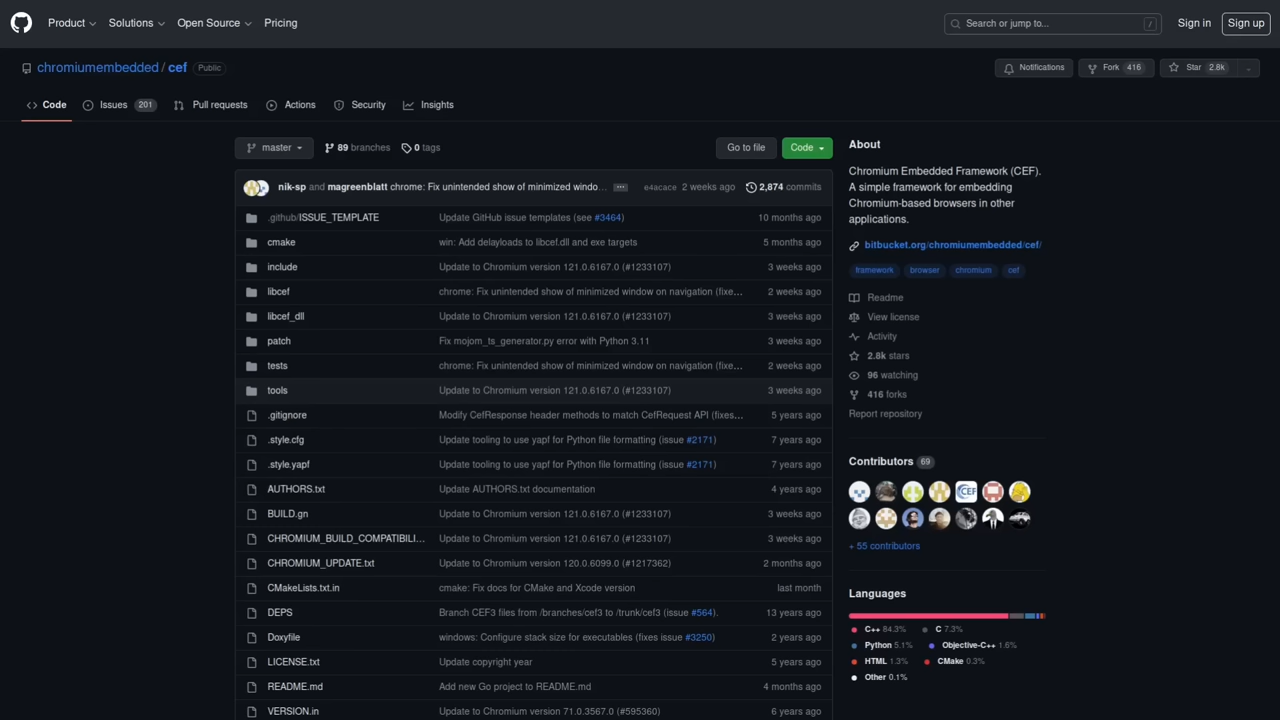 Product Solutions Open Source Pricing Search or jump to... / Sign in Sign up
chromiumembedded / cef Public Notifications Fork 416 Star 2.8k
Code Issues 201 Pull requests Actions Security Insights
master 89 branches 0 tags Go to file Code
nik-sp and magreenblatt chrome: Fix unintended show of minimized windo… ... e4acace 2 weeks ago 2,874 commits
.github/ISSUE_TEMPLATE Update GitHub issue templates (see #3464) 10 months ago
cmake win: Add delayloads to libcef.dll and exe targets 5 months ago
include Update to Chromium version 121.0.6167.0 (#1233107) 3 weeks ago
libcef chrome: Fix unintended show of minimized window on navigation (fixe… 2 weeks ago
libcef_dll Update to Chromium version 121.0.6167.0 (#1233107) 3 weeks ago
patch Fix mojom_ts_generator.py error with Python 3.11 3 weeks ago
tests chrome: Fix unintended show of minimized window on navigation (fixe… 2 weeks ago
tools Update to Chromium version 121.0.6167.0 (#1233107) 3 weeks ago
.gitignore Modify CefResponse header methods to match CefRequest API (fixes… 5 years ago
.style.cfg Update tooling to use yapf for Python file formatting (issue #2171) 7 years ago
.style.yapf Update tooling to use yapf for Python file formatting (issue #2171) 7 years ago
AUTHORS.txt Update AUTHORS.txt documentation 4 years ago
BUILD.gn Update to Chromium version 121.0.6167.0 (#1233107) 3 weeks ago
CHROMIUM_BUILD_COMPATIBILI… Update to Chromium version 121.0.6167.0 (#1233107) 3 weeks ago
CHROMIUM_UPDATE.txt Update to Chromium version 120.0.6099.0 (#1217362) 2 months ago
CMakeLists.txt.in cmake: Fix docs for CMake and Xcode version last month
DEPS Branch CEF3 files from /branches/cef3 to /trunk/cef3 (issue #564). 13 years ago
Doxyfile windows: Configure stack size for executables (fixes issue #3250) 2 years ago
LICENSE.txt Update copyright year 5 years ago
README.md Add new Go project to README.md 4 months ago
VERSION.in Update to Chromium version 71.0.3567.0 (#595360) 6 years ago
About
Chromium Embedded Framework (CEF).
A simple framework for embedding
Chromium-based browsers in other
applications.
bitbucket.org/chromiumembedded/cef/
framework browser chromium cef
Readme
View license
Activity
2.8k stars
96 watching
416 forks
Report repository
Contributors 69
CEF
+ 55 contributors
Languages
C++ 84.3% C 7.3%
Python 5.1% Objective-C++ 1.6%
HTML 1.3% CMake 0.3%
Other 0.1%